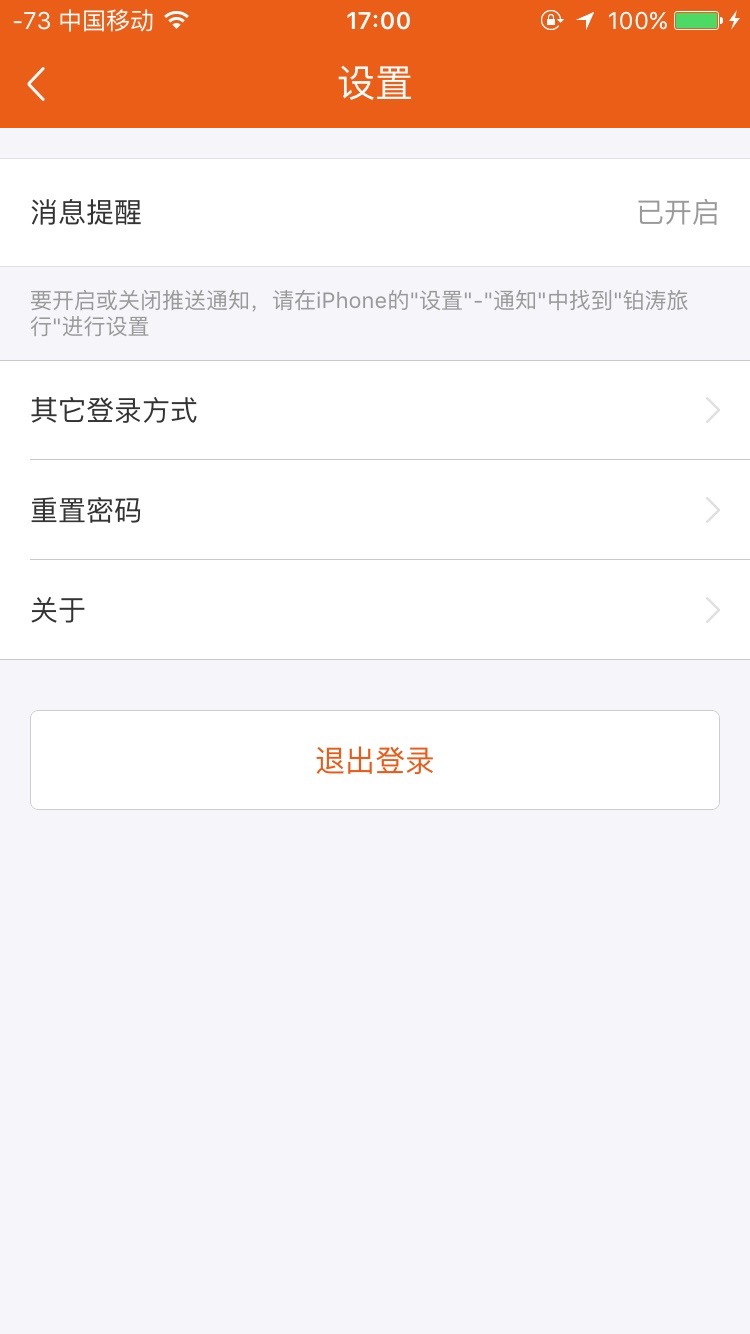 -73 中国移动 17:00 100%
设置
消息提醒 已开启
要开启或关闭推送通知，请在iPhone的"设置"-"通知"中找到"铂涛旅
行"进行设置
其它登录方式
重置密码
关于
退出登录